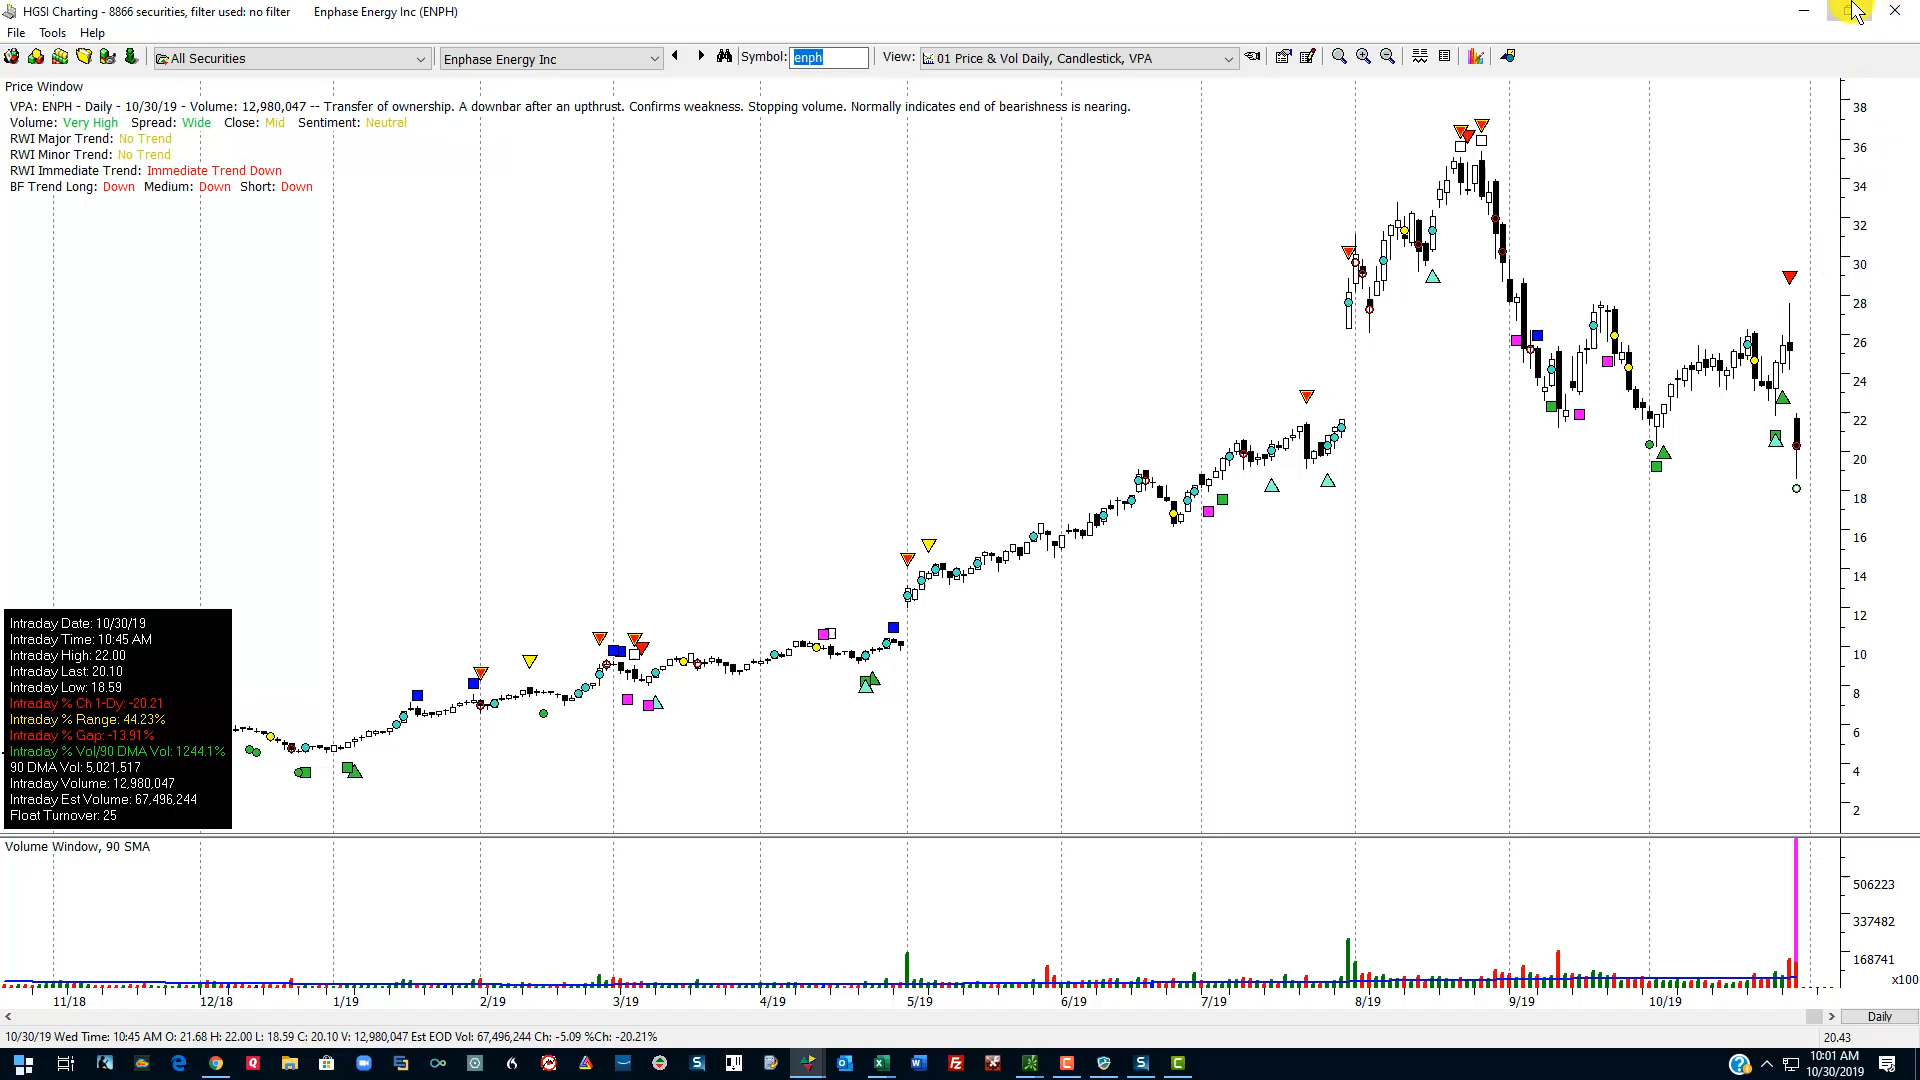 HGSI Charting - 8866 securities, filter used: no filter Enphase Energy Inc (ENPH)
File Tools Help
All Securities Enphase Energy Inc Symbol: enph View: 01 Price & Vol Daily, Candlestick, VPA
Price Window
VPA: ENPH - Daily - 10/30/19 - Volume: 12,980,047 -- Transfer of ownership. A downbar after an upthrust. Confirms weakness. Stopping volume. Normally indicates end of bearishness is nearing.
Volume: Very High Spread: Wide Close: Mid Sentiment: Neutral
RWI Major Trend: No Trend
RWI Minor Trend: No Trend
RWI Immediate Trend: Immediate Trend Down
BF Trend Long: Down Medium: Down Short: Down
38
36
34
32
30
28
26
24
22
20
18
16
14
12
10
8
6
4
2
Intraday Date: 10/30/19
Intraday Time: 10:45 AM
Intraday High: 22.00
Intraday Last: 20.10
Intraday Low: 18.59
Intraday % Ch 1-Dy: -20.21
Intraday % Range: 44.23%
Intraday % Gap: -13.91%
Intraday % Vol/90 DMA Vol: 1244.1%
90 DMA Vol: 5,021,517
Intraday Volume: 12,980,047
Intraday Est Volume: 67,496,244
Float Turnover: 25
Volume Window, 90 SMA
506223
337482
168741
x100
11/18 12/18 1/19 2/19 3/19 4/19 5/19 6/19 7/19 8/19 9/19 10/19
Daily
10/30/19 Wed Time: 10:45 AM O: 21.68 H: 22.00 L: 18.59 C: 20.10 V: 12,980,047 Est EOD Vol: 67,496,244 Ch: -5.09 %Ch: -20.21%
20.43
10:01 AM
10/30/2019